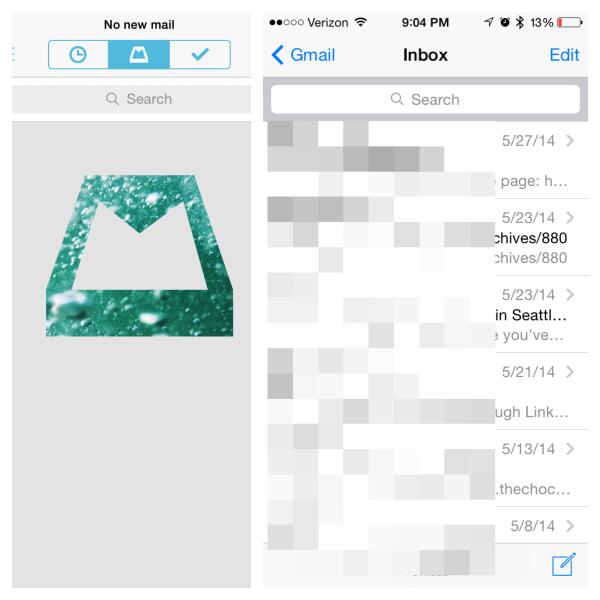 No new mail
Search
Verizon 9:04 PM 13%
Gmail Inbox Edit
Search
5/27/14
page: h...
5/23/14
chives/880
chives/880
5/23/14
in Seattl...
you've...
5/21/14
ugh Link...
5/13/14
.thechoc...
5/8/14